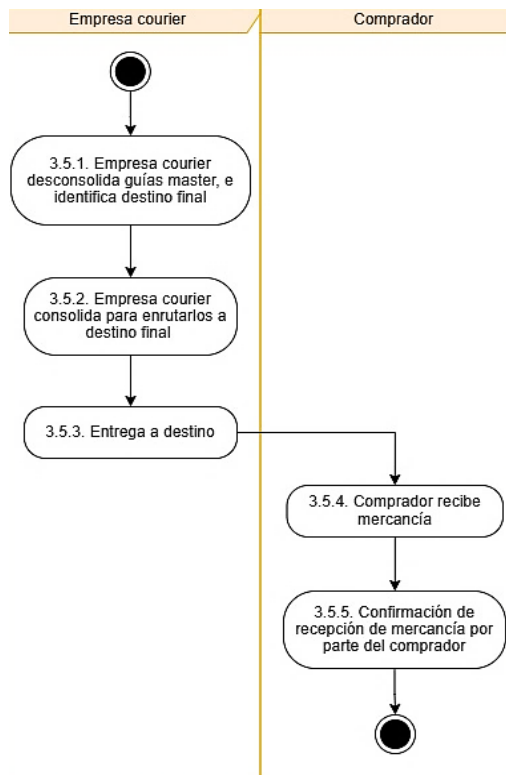 Empresa courier
Comprador
3.5.1. Empresa courier
desconsolida guías master, e
identifica destino final
3.5.2. Empresa courier
consolida para enrutarlos a
destino final
3.5.3. Entrega a destino
3.5.4. Comprador recibe
mercancía
3.5.5. Confirmación de
recepción de mercancía por
parte del comprador